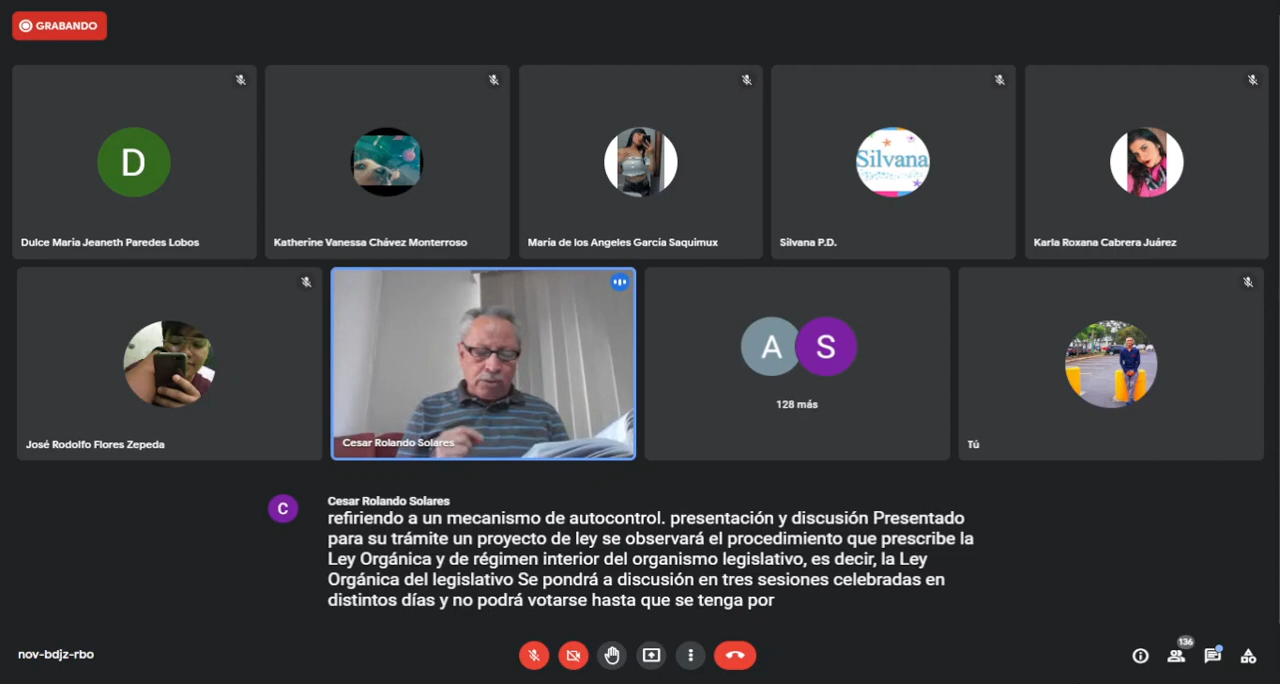 GRABANDO
D
Dulce Maria Jeaneth Paredes Lobos
Katherine Vanessa Chávez Monterroso
María de los Angeles García Saquimux
Silvana
Silvana P.D.
Karla Roxana Cabrera Juárez
José Rodolfo Flores Zepeda
Cesar Rolando Solares
A S
128 más
Tú
C
Cesar Rolando Solares
refiriendo a un mecanismo de autocontrol. presentación y discusión Presentado
para su trámite un proyecto de ley se observará el procedimiento que prescribe la
Ley Orgánica y de régimen interior del organismo legislativo, es decir, la Ley
Orgánica del legislativo Se pondrá a discusión en tres sesiones celebradas en
distintos días y no podrá votarse hasta que se tenga por
nov-bdjz-rbo
136